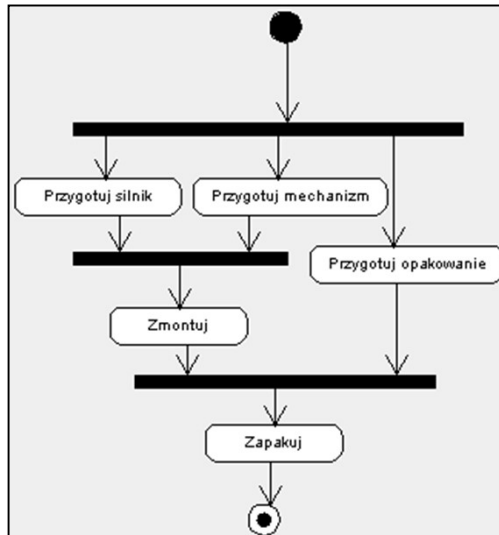 Przygotuj silnik
Przygotuj mechanizm
Przygotuj opakowanie
Zmontuj
Zapakuj